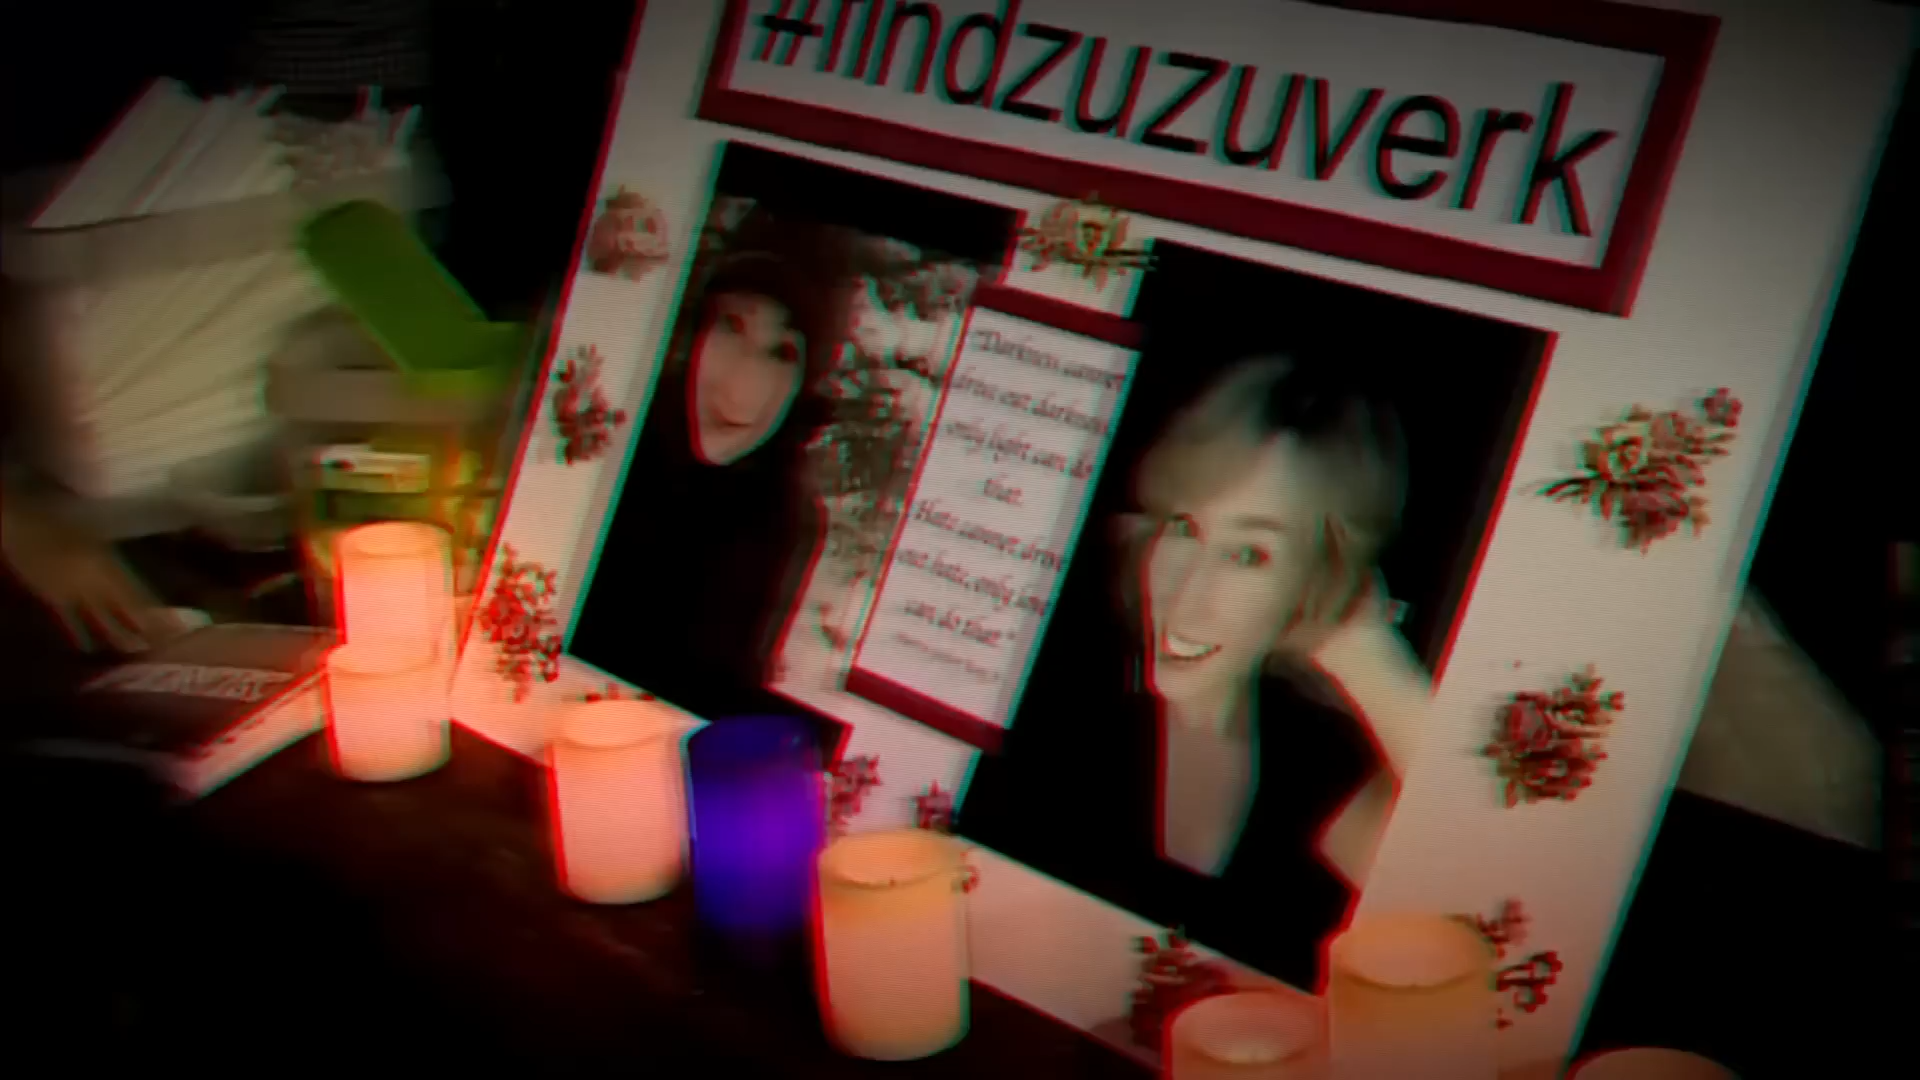 #findzuzuverk
"Darkness cannot
drive out darkness
only light can do
that.
Hate cannot drive
out hate, only love
can do that"